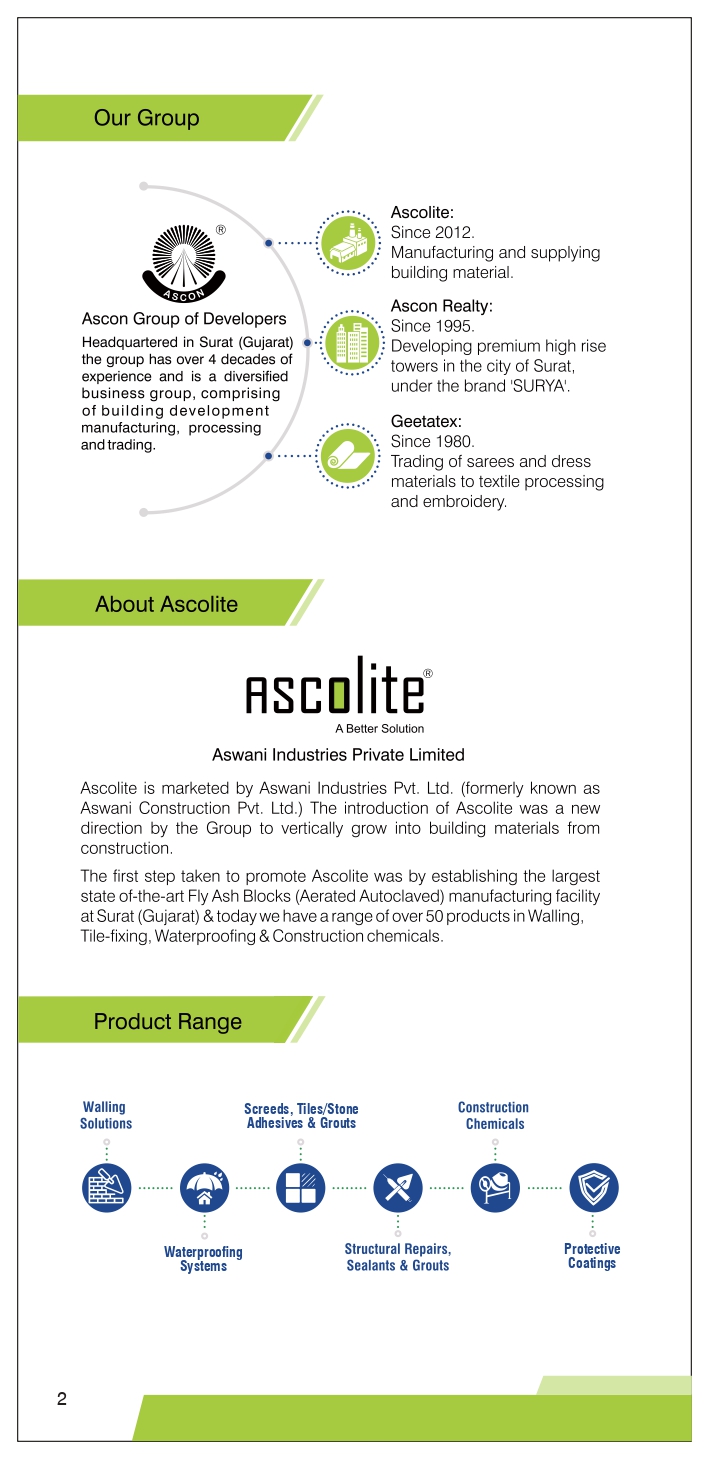 Our Group
®
ASCON
Ascon Group of Developers
Headquartered in Surat (Gujarat)
the group has over 4 decades of
experience and is a diversified
business group, comprising
of building development
manufacturing, processing
and trading.
Ascolite:
Since 2012.
Manufacturing and supplying
building material.
Ascon Realty:
Since 1995.
Developing premium high rise
towers in the city of Surat,
under the brand 'SURYA'.
Geetatex:
Since 1980.
Trading of sarees and dress
materials to textile processing
and embroidery.
About Ascolite
Ascolite®
A Better Solution
Aswani Industries Private Limited
Ascolite is marketed by Aswani Industries Pvt. Ltd. (formerly known as
Aswani Construction Pvt. Ltd.) The introduction of Ascolite was a new
direction by the Group to vertically grow into building materials from
construction.
The first step taken to promote Ascolite was by establishing the largest
state of-the-art Fly Ash Blocks (Aerated Autoclaved) manufacturing facility
at Surat (Gujarat) & today we have a range of over 50 products in Walling,
Tile-fixing, Waterproofing & Construction chemicals.
Product Range
Walling
Solutions
Screeds, Tiles/Stone
Adhesives & Grouts
Construction
Chemicals
Waterproofing
Systems
Structural Repairs,
Sealants & Grouts
Protective
Coatings
2